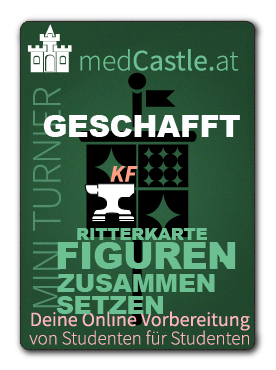 medCastle.at
MINI TURNIER
GESCHAFFT
KF
RITTERKARTE
FIGUREN
ZUSAMMEN
SETZEN
Deine Online Vorbereitung
von Studenten für Studenten